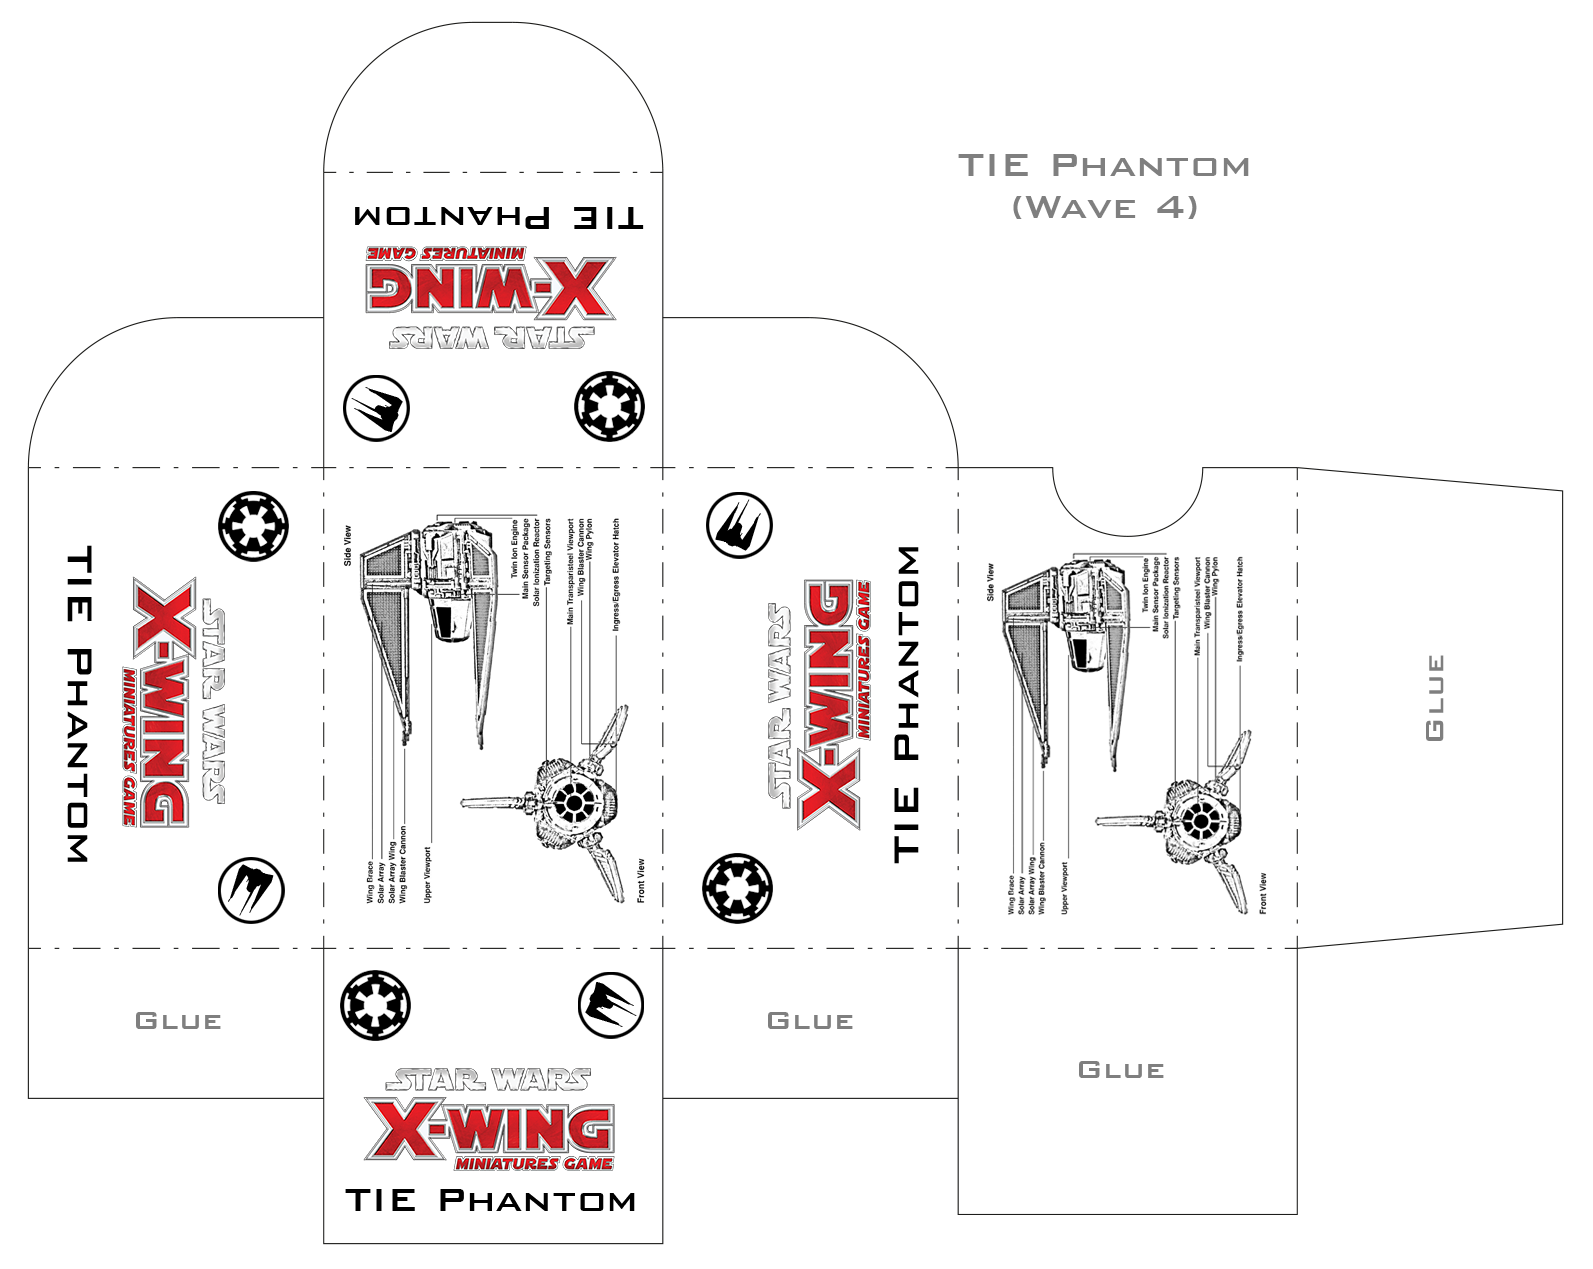 TIE Phantom
(Wave 4)
TIE Phantom
STAR WARS
X-WING
MINIATURES GAME
TIE Phantom
STAR WARS
X-WING
MINIATURES GAME
Side View
Twin Ion Engine
Main Sensor Package
Solar Ionization Reactor
Targeting Sensors
Main Transparisteel Viewport
Wing Blaster Cannon
Wing Pylon
Ingress/Egress Elevator Hatch
Wing Brace
Solar Array
Solar Array Wing
Wing Blaster Cannon
Upper Viewport
Front View
STAR WARS
X-WING
MINIATURES GAME
TIE Phantom
Side View
Twin Ion Engine
Main Sensor Package
Solar Ionization Reactor
Targeting Sensors
Main Transparisteel Viewport
Wing Blaster Cannon
Wing Pylon
Ingress/Egress Elevator Hatch
Wing Brace
Solar Array
Solar Array Wing
Wing Blaster Cannon
Upper Viewport
Front View
Glue
Glue
STAR WARS
X-WING
MINIATURES GAME
TIE Phantom
Glue
Glue